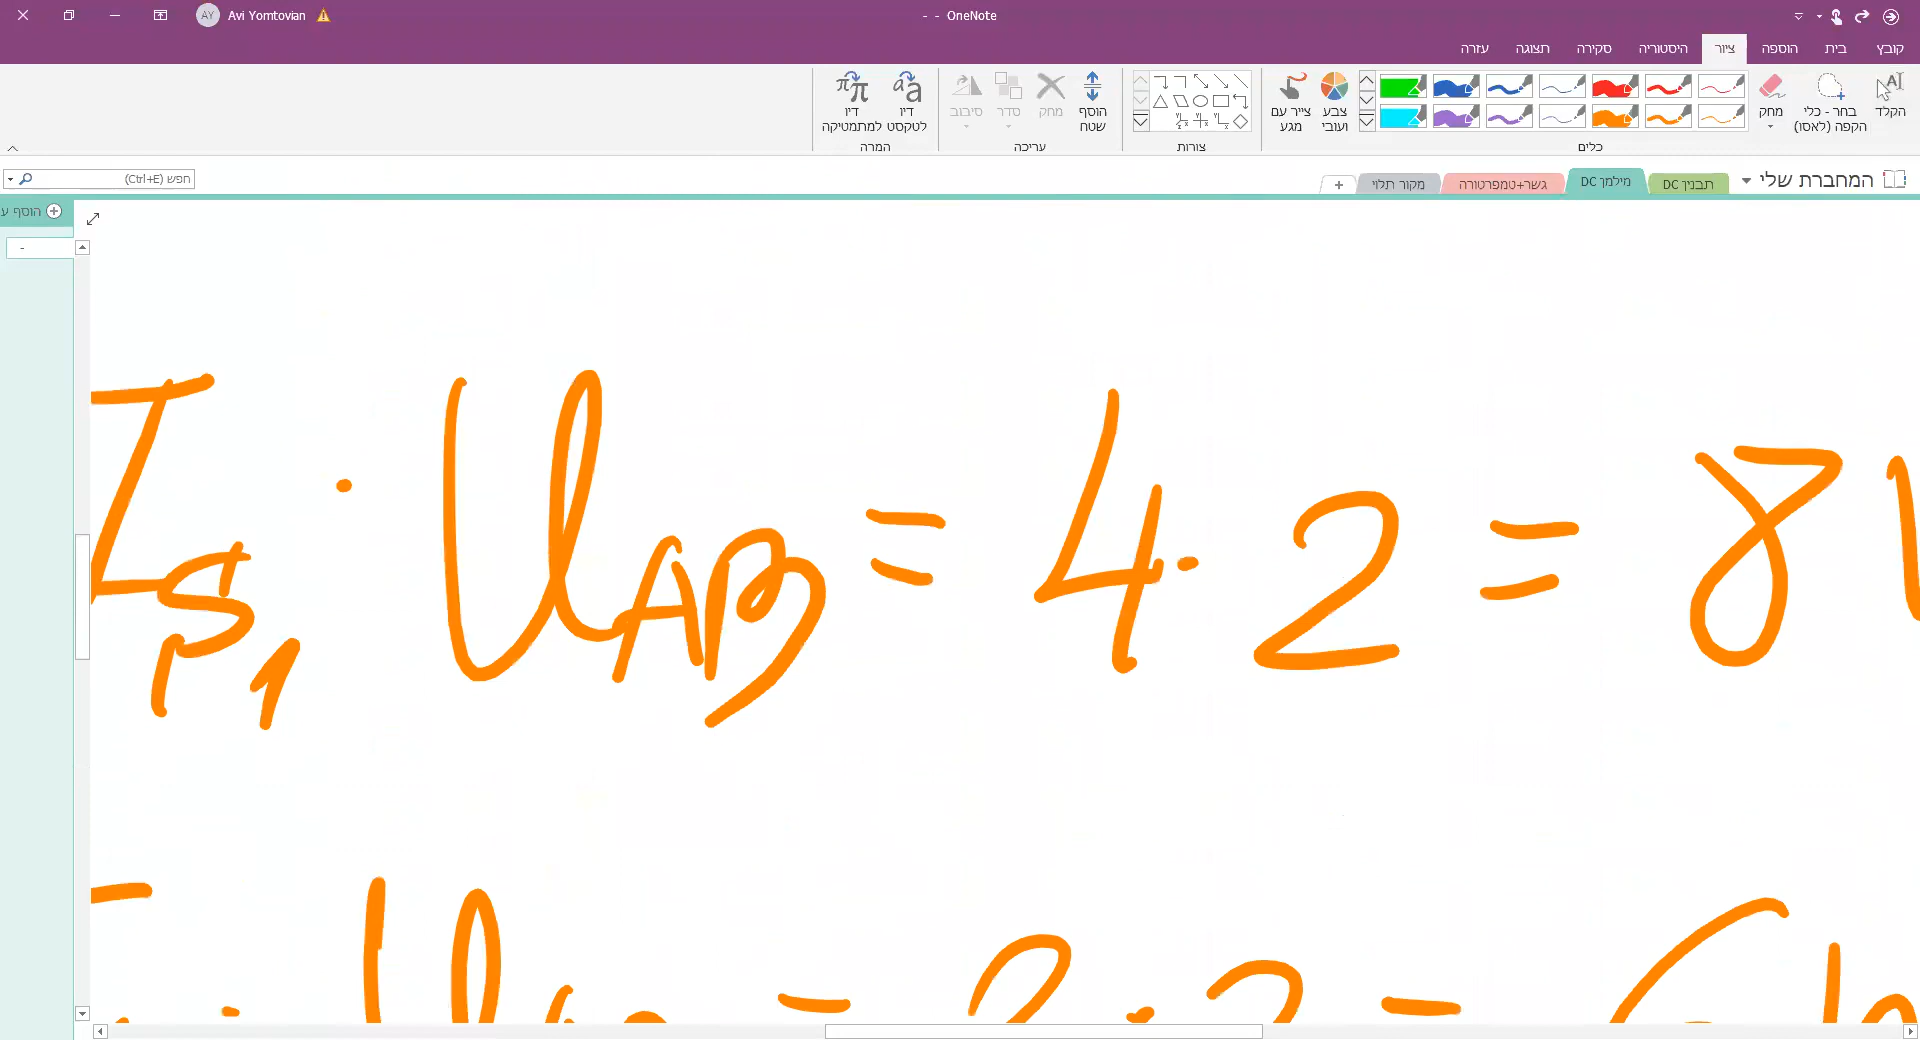 Avi Yomtovian
- - OneNote
קובץ בית הוספה ציור היסטוריה סקירה תצוגה עזרה
הקלד
בחר - כלי הקפה (לאסו)
מחק
כלים
צבע ועובי
צייר עם מגע
צורות
הוסף שטח
מחק
סדר
סיבוב
עריכה
דיו לטקסט
דיו למתמטיקה
המרה
המחברת שלי
תבנין DC
מילמן DC
גשר+טמפרטורה
מקור תלוי
חפש (Ctrl+E)
הוסף ע
I_{S_1} · U_{AB} = 4 · 2 = 8